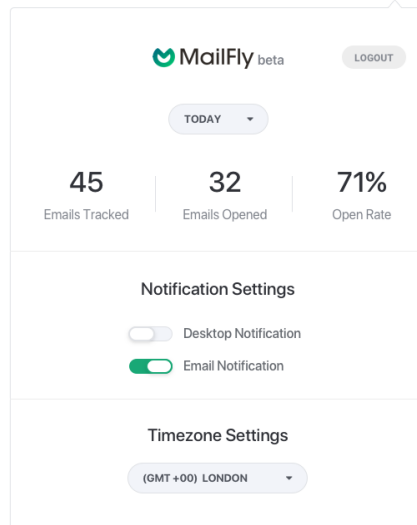 MailFly beta
LOGOUT
TODAY
45 32 71%
Emails Tracked Emails Opened Open Rate
Notification Settings
Desktop Notification
Email Notification
Timezone Settings
(GMT +00) LONDON